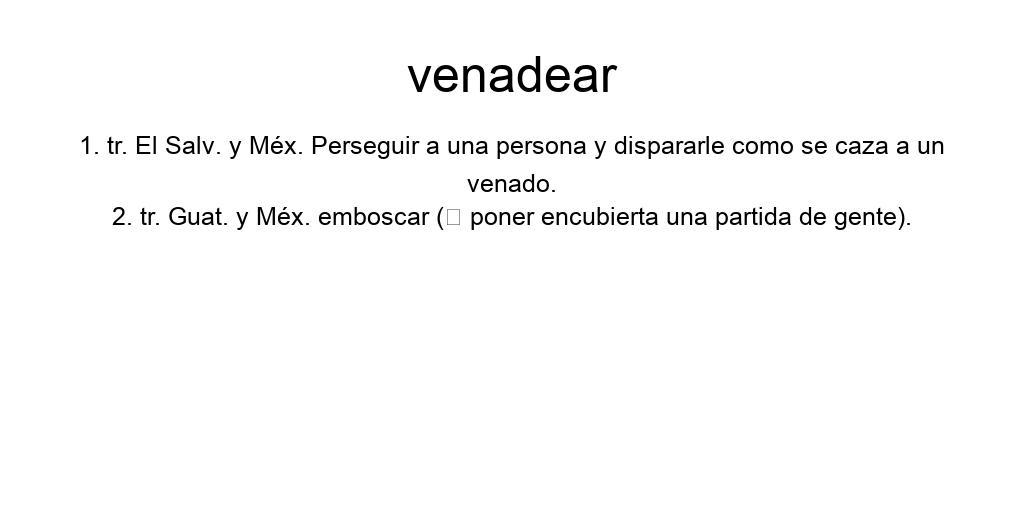 venadear
1. tr. El Salv. y Méx. Perseguir a una persona y dispararle como se caza a un
venado.
2. tr. Guat. y Méx. emboscar (▯ poner encubierta una partida de gente).